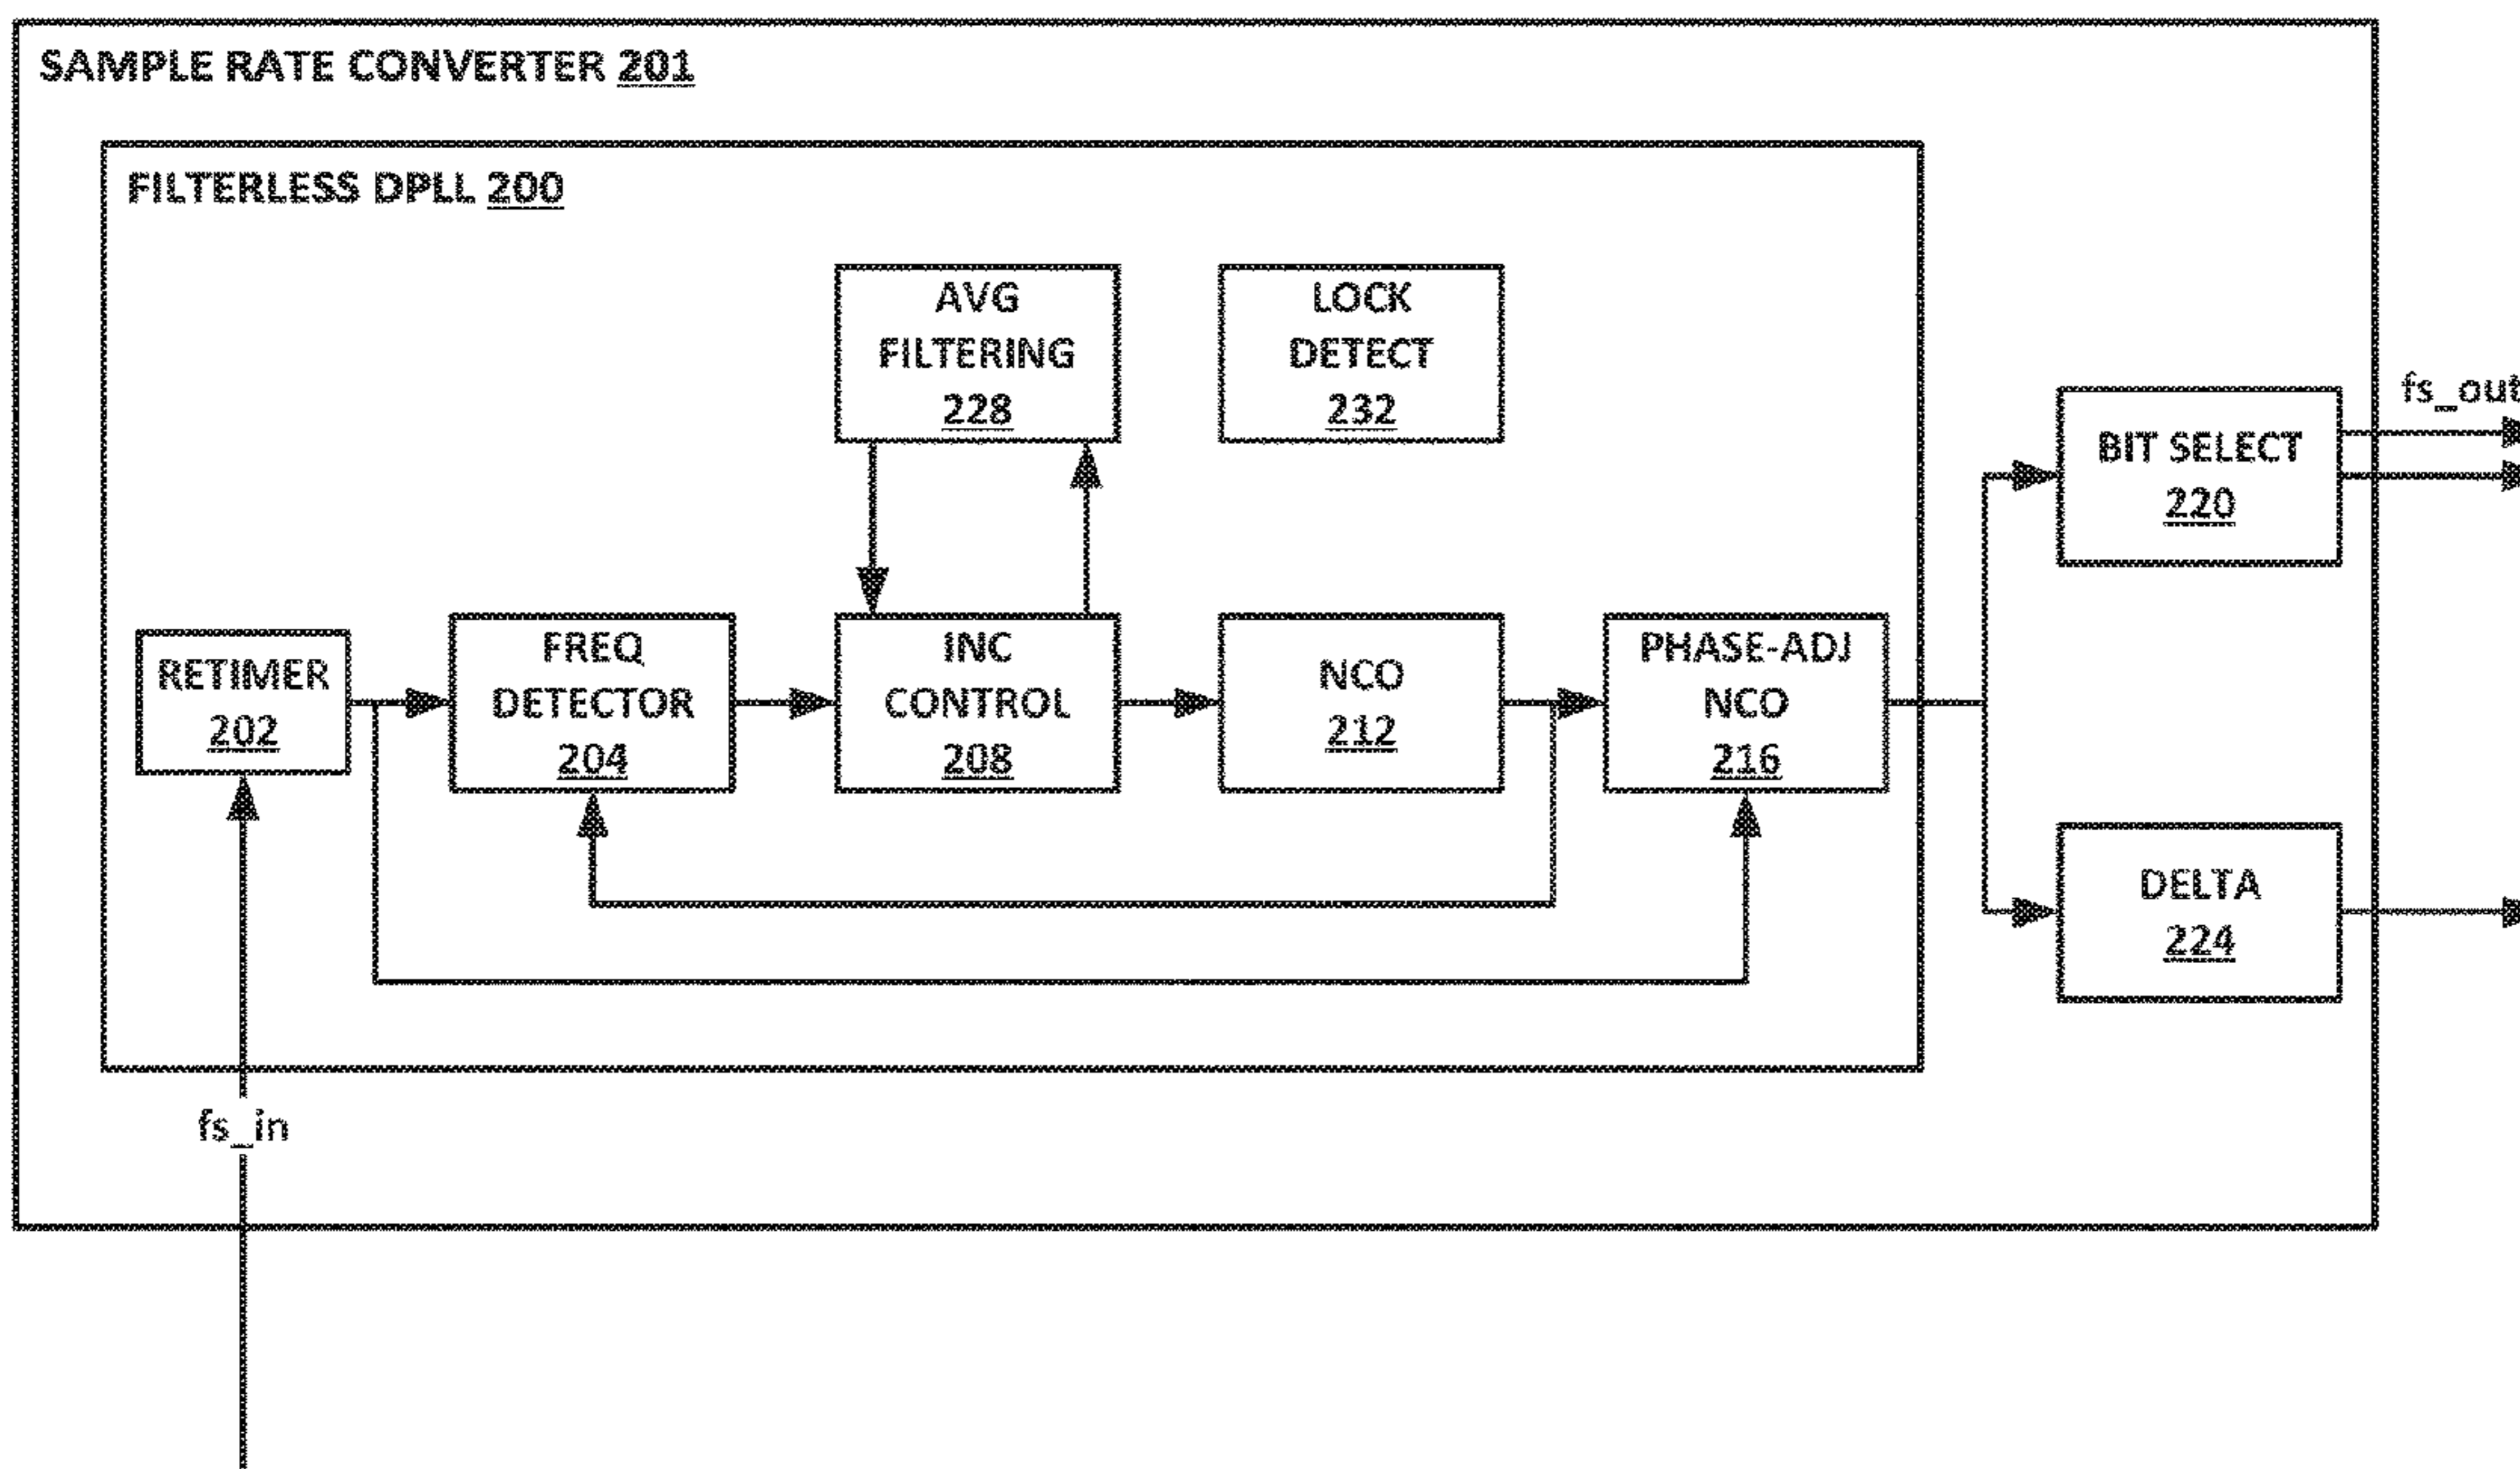 SAMPLE RATE CONVERTER 201
FILTERLESS DPLL 200
AVG
FILTERING
228
LOCK
DETECT
232
fs_out
BIT SELECT
220
RETIMER
202
FREQ
DETECTOR
204
INC
CONTROL
208
NCO
212
PHASE-ADJ
NCO
216
DELTA
224
fs_in